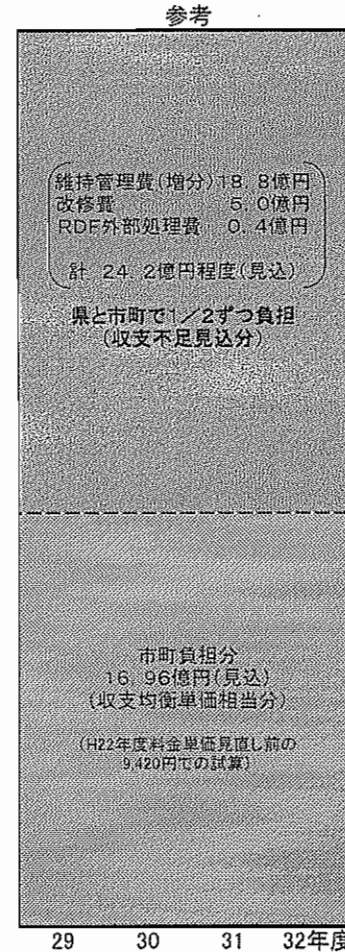 参考
維持管理費(増分)18．8億円
改修費　　　　　5．0億円
RDF外部処理費　0．4億円
計 24．2億円程度(見込)
県と市町で1／2ずつ負担
(収支不足見込分)
市町負担分
16．96億円(見込)
(収支均衡単価相当分)
(H22年度料金単価見直し前の
9,420円での試算)
29　30　31　32年度